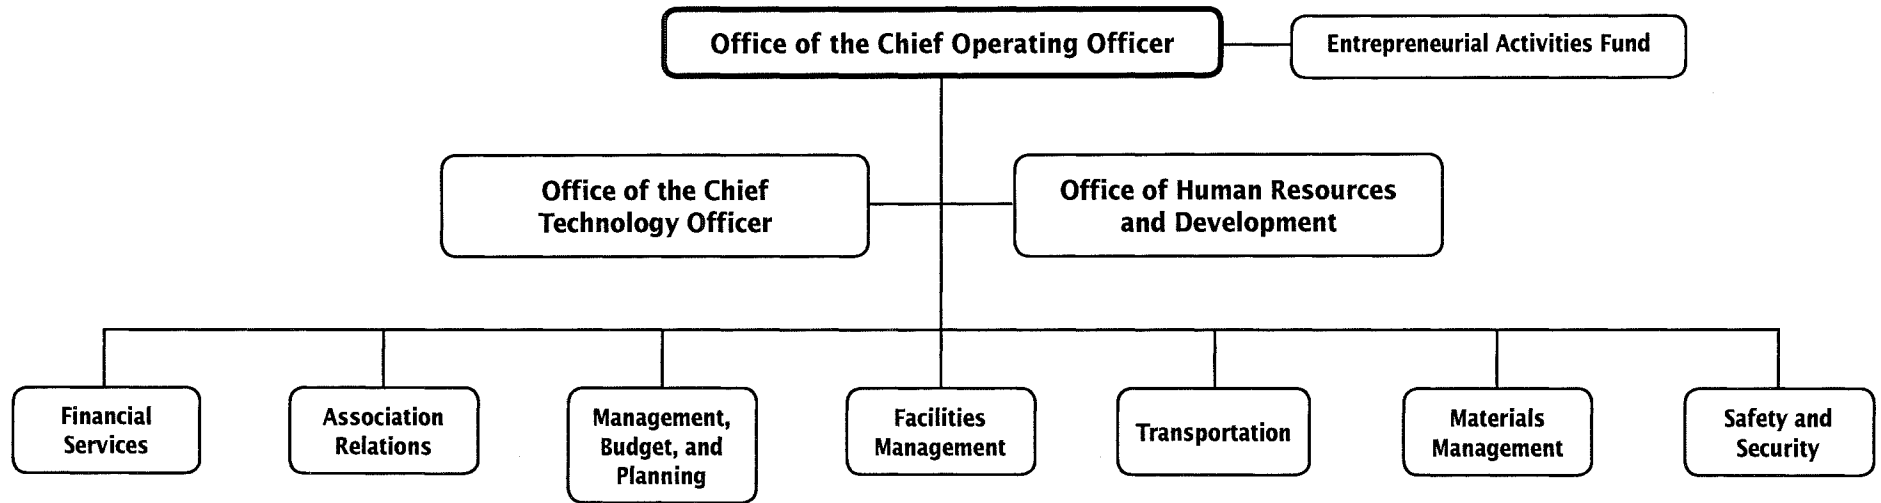 Office of the Chief Operating Officer
Entrepreneurial Activities Fund
Office of the Chief
Technology Officer
Office of Human Resources
and Development
Financial
Services
Association
Relations
Management,
Budget, and
Planning
Facilities
Management
Transportation
Materials
Management
Safety and
Security